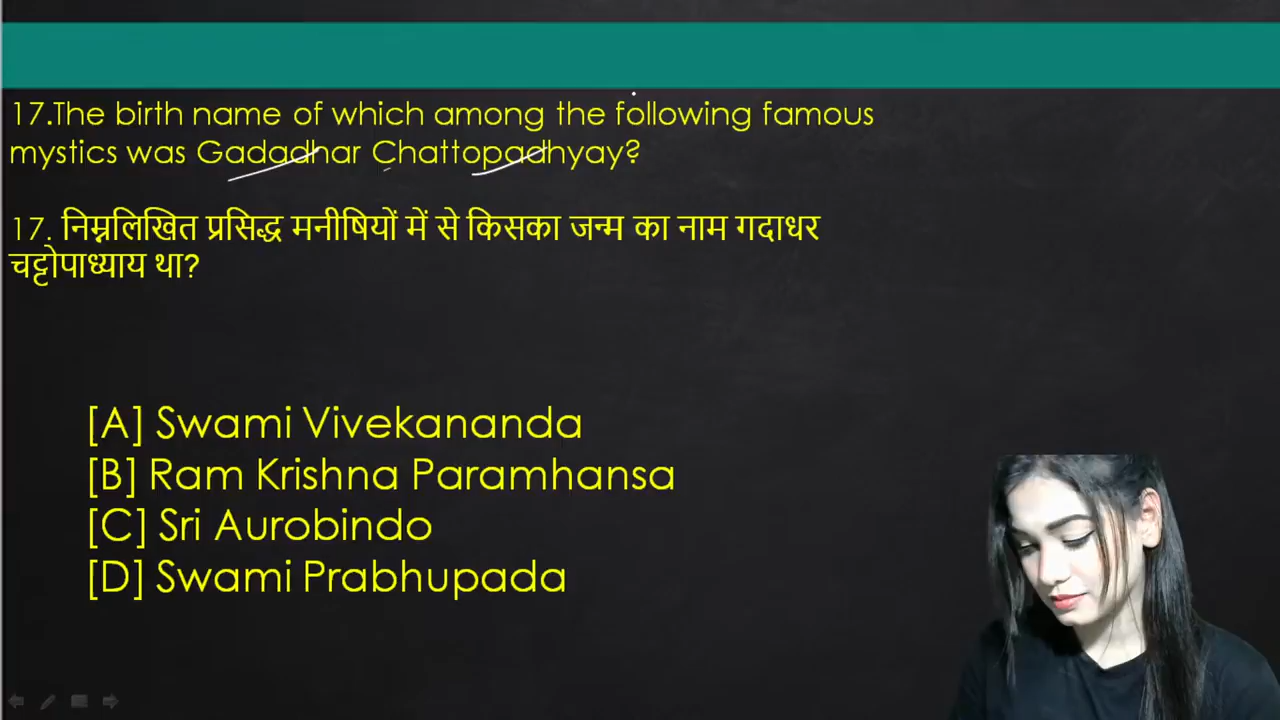 17.The birth name of which among the following famous
mystics was Gadadhar Chattopadhyay?
17. निम्नलिखित प्रसिद्ध मनीषियों में से किसका जन्म का नाम गदाधर
चट्टोपाध्याय था?
[A] Swami Vivekananda
[B] Ram Krishna Paramhansa
[C] Sri Aurobindo
[D] Swami Prabhupada